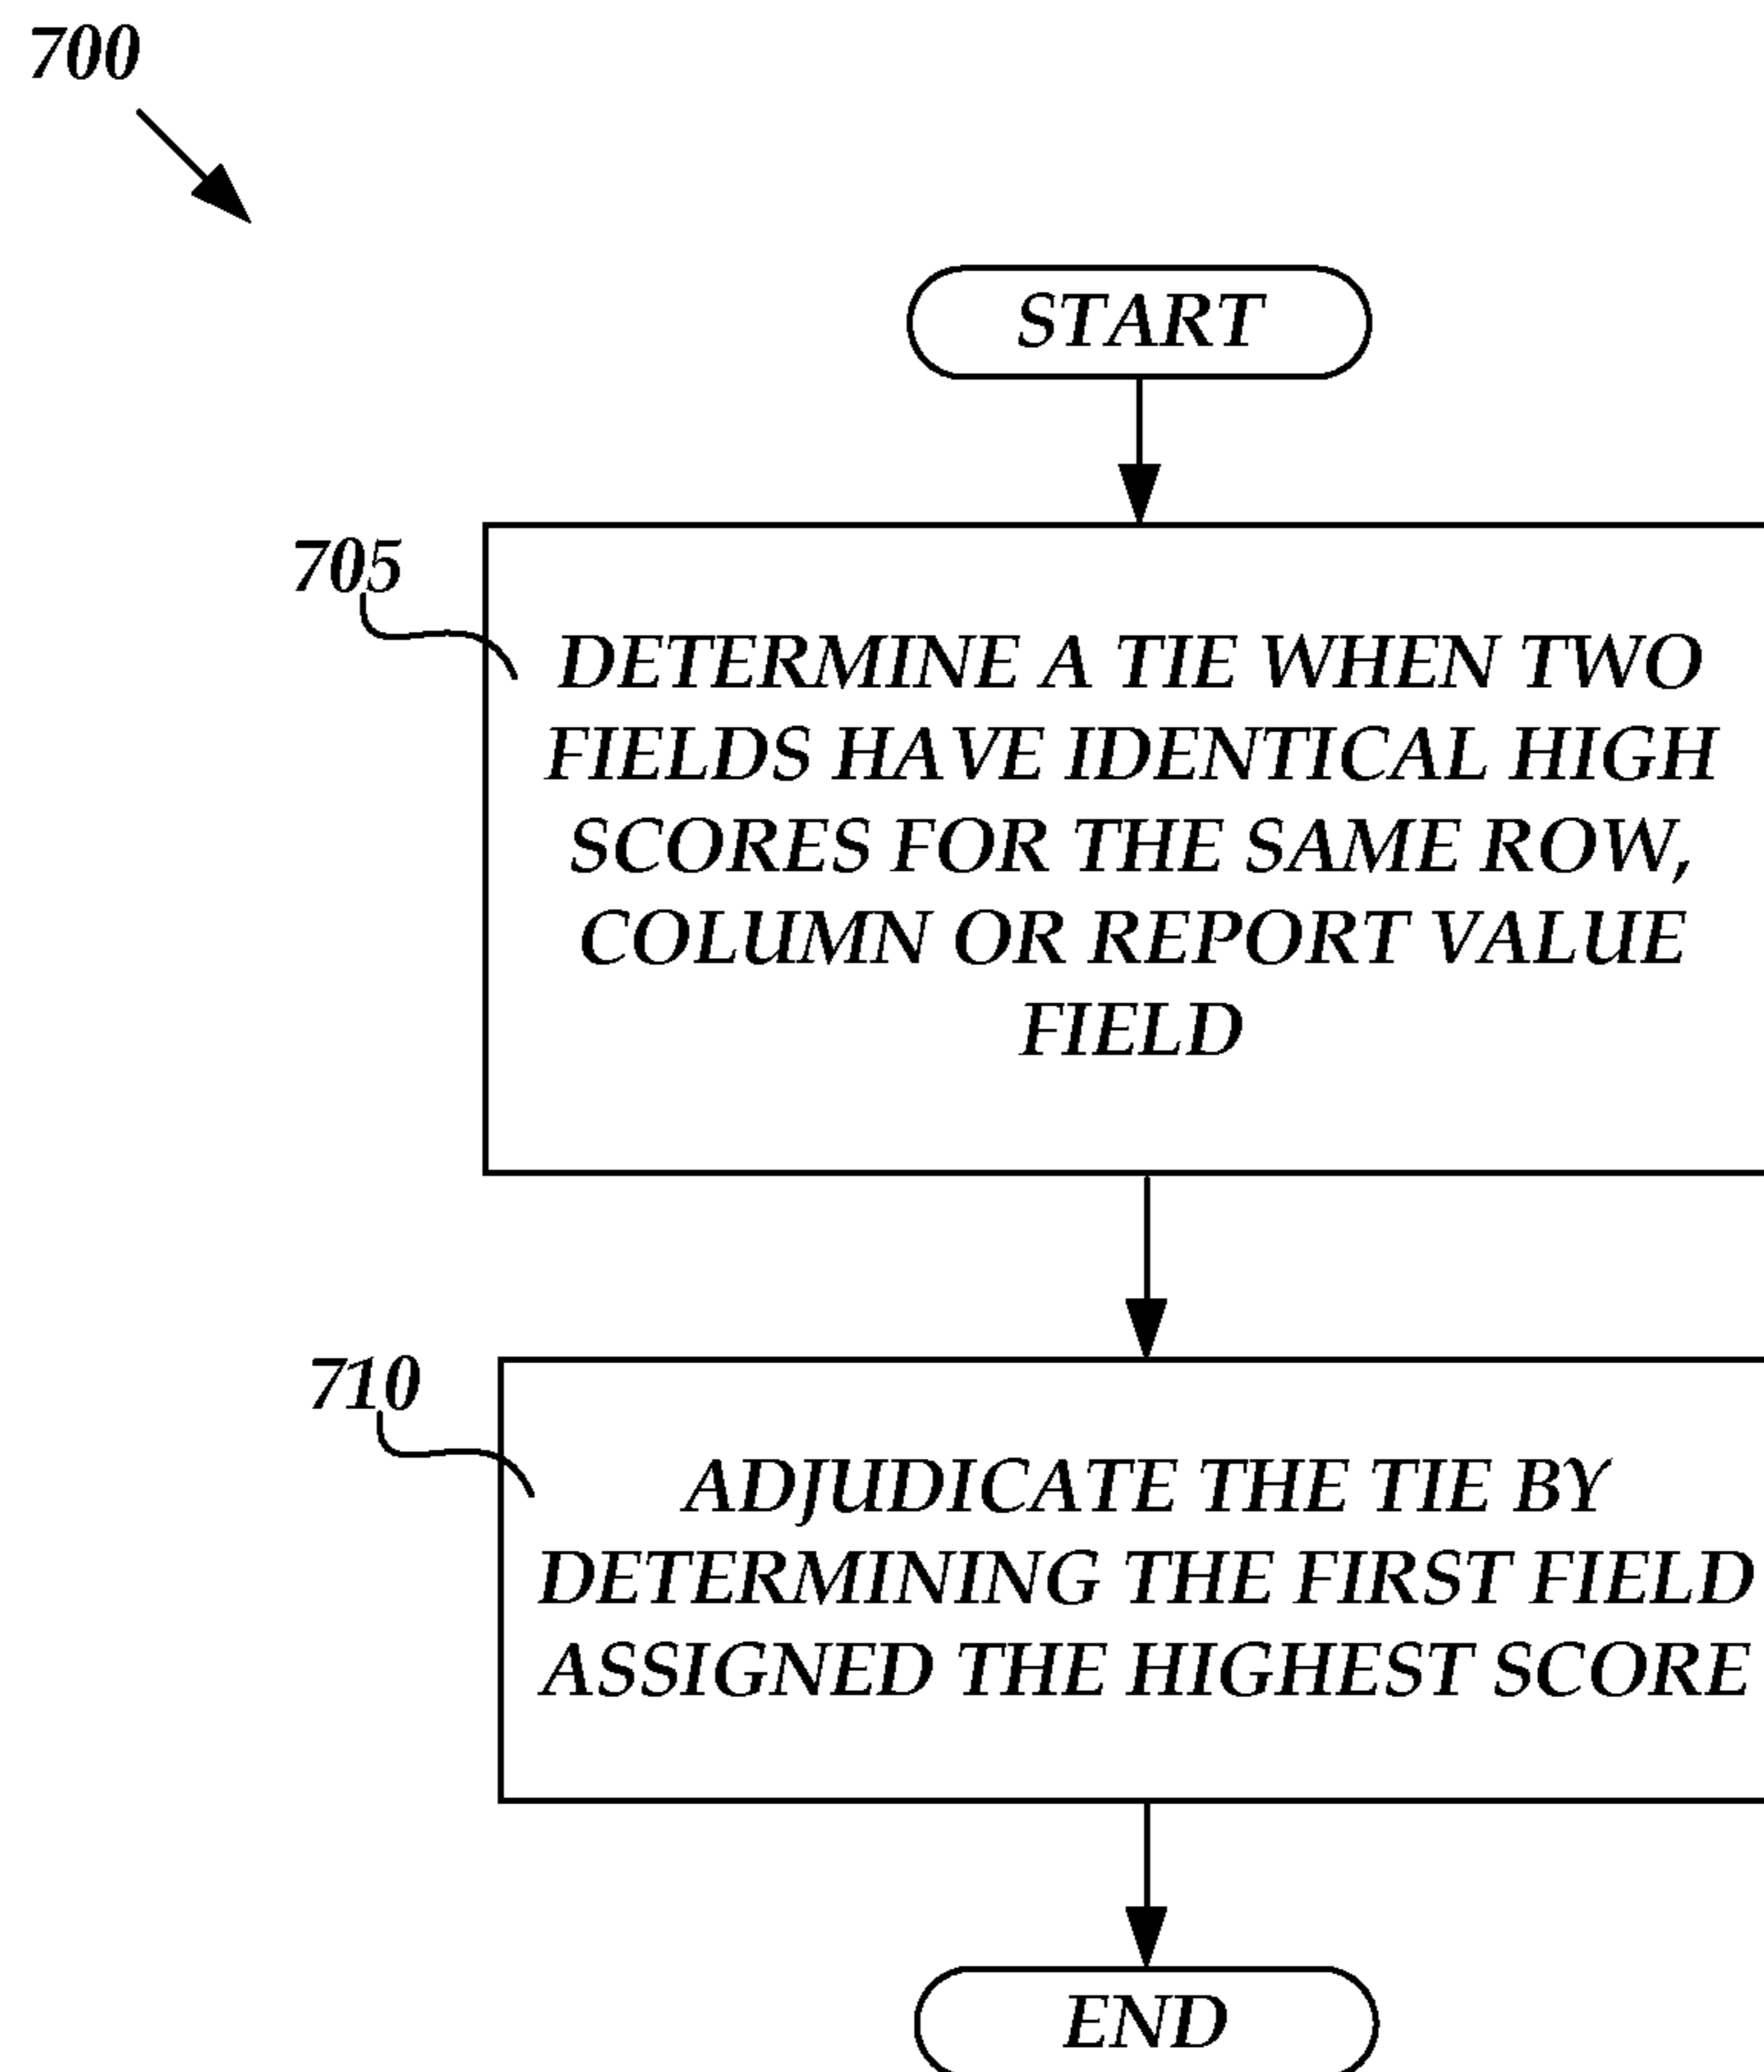 700
START
705
DETERMINE A TIE WHEN TWO
FIELDS HAVE IDENTICAL HIGH
SCORES FOR THE SAME ROW,
COLUMN OR REPORT VALUE
FIELD
710
ADJUDICATE THE TIE BY
DETERMINING THE FIRST FIELD
ASSIGNED THE HIGHEST SCORE
END